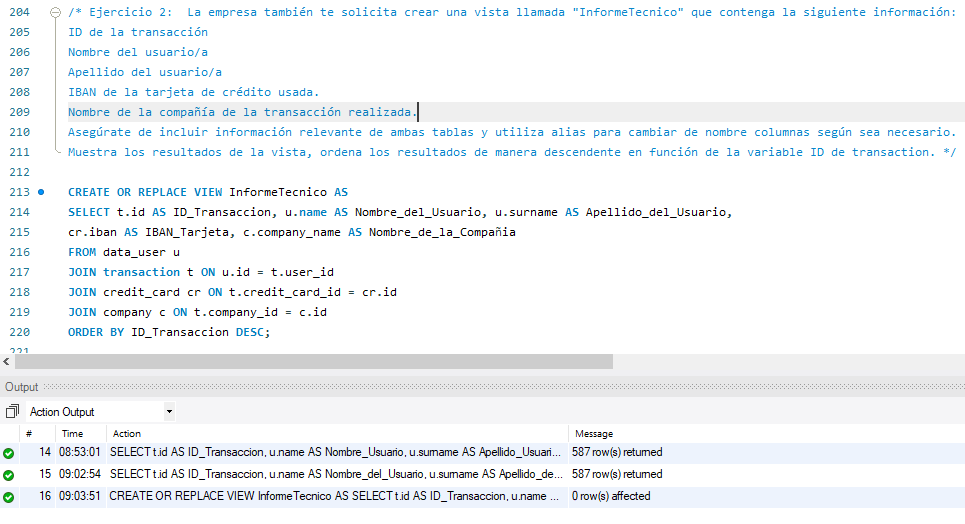 204 /* Ejercicio 2:  La empresa también te solicita crear una vista llamada "InformeTecnico" que contenga la siguiente información:
205 ID de la transacción
206 Nombre del usuario/a
207 Apellido del usuario/a
208 IBAN de la tarjeta de crédito usada.
209 Nombre de la compañía de la transacción realizada.
210 Asegúrate de incluir información relevante de ambas tablas y utiliza alias para cambiar de nombre columnas según sea necesario.
211 Muestra los resultados de la vista, ordena los resultados de manera descendente en función de la variable ID de transaction. */
212
213 CREATE OR REPLACE VIEW InformeTecnico AS
214 SELECT t.id AS ID_Transaccion, u.name AS Nombre_del_Usuario, u.surname AS Apellido_del_Usuario,
215 cr.iban AS IBAN_Tarjeta, c.company_name AS Nombre_de_la_Compañia
216 FROM data_user u
217 JOIN transaction t ON u.id = t.user_id
218 JOIN credit_card cr ON t.credit_card_id = cr.id
219 JOIN company c ON t.company_id = c.id
220 ORDER BY ID_Transaccion DESC;
221
Output
Action Output
# Time Action Message
14 08:53:01 SELECT t.id AS ID_Transaccion, u.name AS Nombre_Usuario, u.surname AS Apellido_Usuari... 587 row(s) returned
15 09:02:54 SELECT t.id AS ID_Transaccion, u.name AS Nombre_del_Usuario, u.surname AS Apellido_de... 587 row(s) returned
16 09:03:51 CREATE OR REPLACE VIEW InformeTecnico AS SELECT t.id AS ID_Transaccion, u.name ... 0 row(s) affected